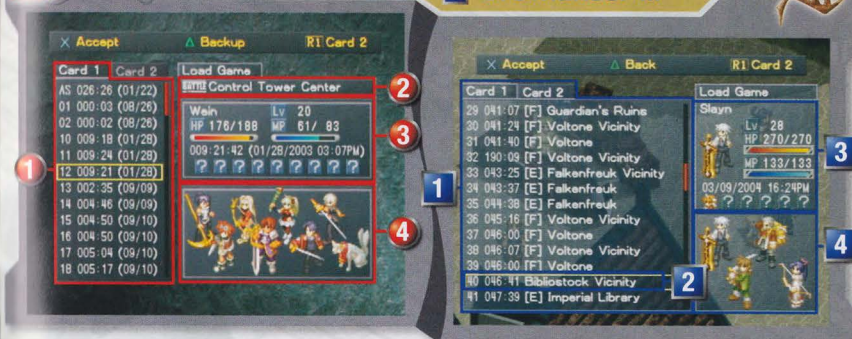 X Accept △ Backup R1 Card 2
Card 1 Card 2 Load Game
BATTLE Control Tower Center
AS 026:26 (01/22)
01 000:03 (08/26)
02 000:02 (08/26)
10 009:18 (01/28)
11 009:24 (01/28)
12 009:21 (01/28)
13 002:35 (09/09)
14 004:46 (09/09)
15 004:50 (09/10)
16 004:50 (09/10)
17 005:04 (09/10)
18 005:17 (09/10)
Wein Lv 20
HP 176/188 MP 61/ 83
009:21:42 (01/28/2003 03:07PM)
? ? ? ? ? ? ? ? ? ?
1
2
3
4
X Accept △ Back R1 Card 2
Card 1 Card 2 Load Game
29 041:07 [F] Guardian's Ruins
30 041:24 [F] Voltone Vicinity
31 041:40 [F] Voltone
32 190:09 [F] Voltone Vicinity
33 043:25 [E] Falkenfreuk Vicinity
34 043:37 [E] Falkenfreuk
35 044:38 [E] Falkenfreuk
36 045:16 [F] Voltone Vicinity
37 046:00 [F] Voltone
38 046:07 [F] Voltone Vicinity
39 046:00 [F] Voltone
40 046:41 Bibliostock Vicinity
41 047:39 [E] Imperial Library
Slayn
Lv 28
HP 270/270
MP 133/133
03/09/2004 16:24PM
? ? ? ? ? ?
1
2
3
4